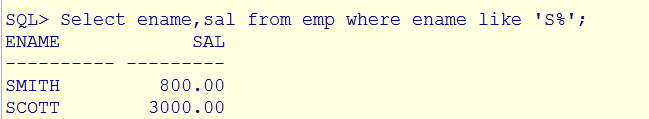 SQL> Select ename,sal from emp where ename like 'S%';
ENAME            SAL
---------- ---------
SMITH         800.00
SCOTT        3000.00